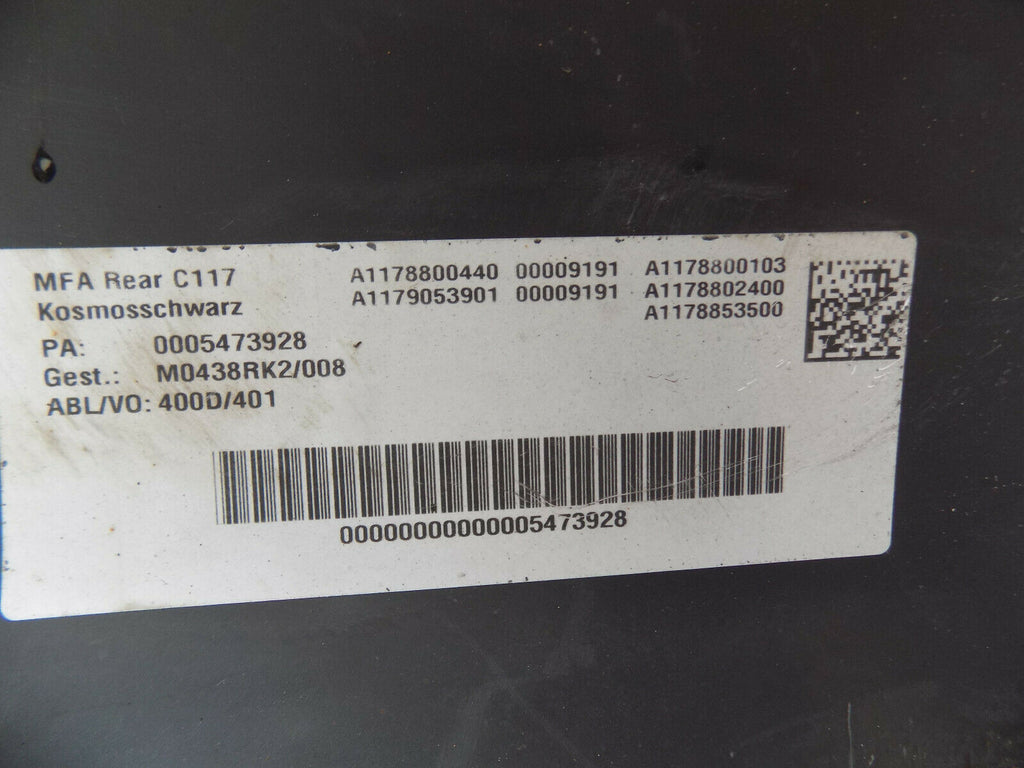 MFA Rear C117 A1178800440 00009191 A1178800103
Kosmosschwarz A1179053901 00009191 A1178802400
A1178853500
PA: 0005473928
Gest.: M0438RK2/008
ABL/VO: 400D/401
00000000000005473928